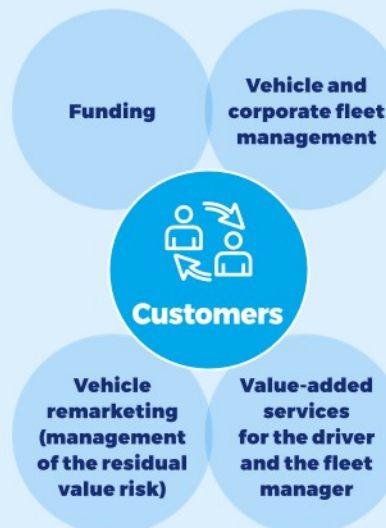 Funding
Vehicle and
corporate fleet
management
Customers
Vehicle
remarketing
(management
of the residual
value risk)
Value-added
services
for the driver
and the fleet
manager